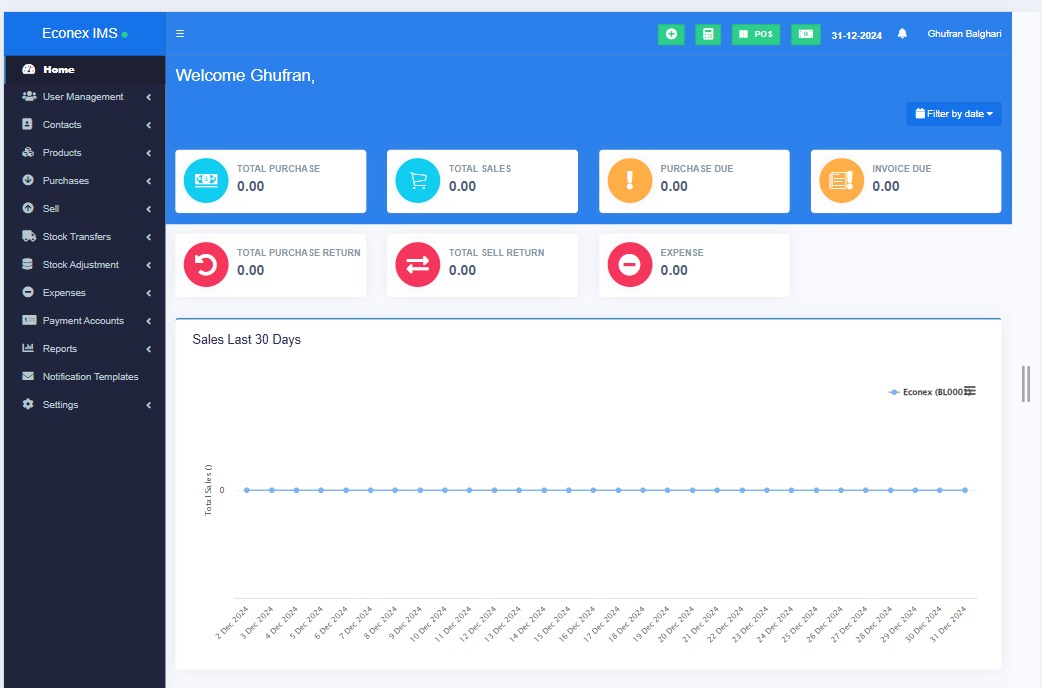 Econex IMS
POS
31-12-2024
Ghufran Balghari
Home
User Management
Contacts
Products
Purchases
Sell
Stock Transfers
Stock Adjustment
Expenses
Payment Accounts
Reports
Notification Templates
Settings
Welcome Ghufran,
Filter by date
TOTAL PURCHASE
0.00
TOTAL SALES
0.00
PURCHASE DUE
0.00
INVOICE DUE
0.00
TOTAL PURCHASE RETURN
0.00
TOTAL SELL RETURN
0.00
EXPENSE
0.00
Sales Last 30 Days
Econex (BL0001)
Total Sales ()
0
2 Dec 2024
3 Dec 2024
4 Dec 2024
5 Dec 2024
6 Dec 2024
7 Dec 2024
8 Dec 2024
9 Dec 2024
10 Dec 2024
11 Dec 2024
12 Dec 2024
13 Dec 2024
14 Dec 2024
15 Dec 2024
16 Dec 2024
17 Dec 2024
18 Dec 2024
19 Dec 2024
20 Dec 2024
21 Dec 2024
22 Dec 2024
23 Dec 2024
24 Dec 2024
25 Dec 2024
26 Dec 2024
27 Dec 2024
28 Dec 2024
29 Dec 2024
30 Dec 2024
31 Dec 2024